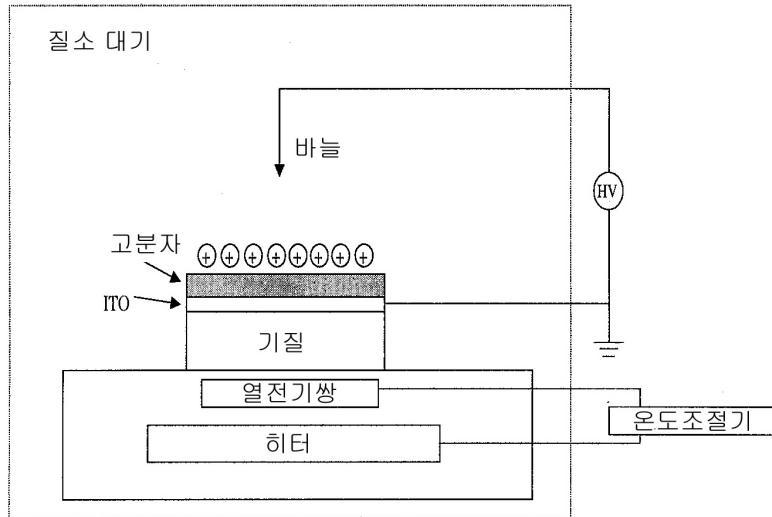 질소 대기
바늘
HV
고분자
+ + + + + + + +
ITO
기질
열전기쌍
온도조절기
히터